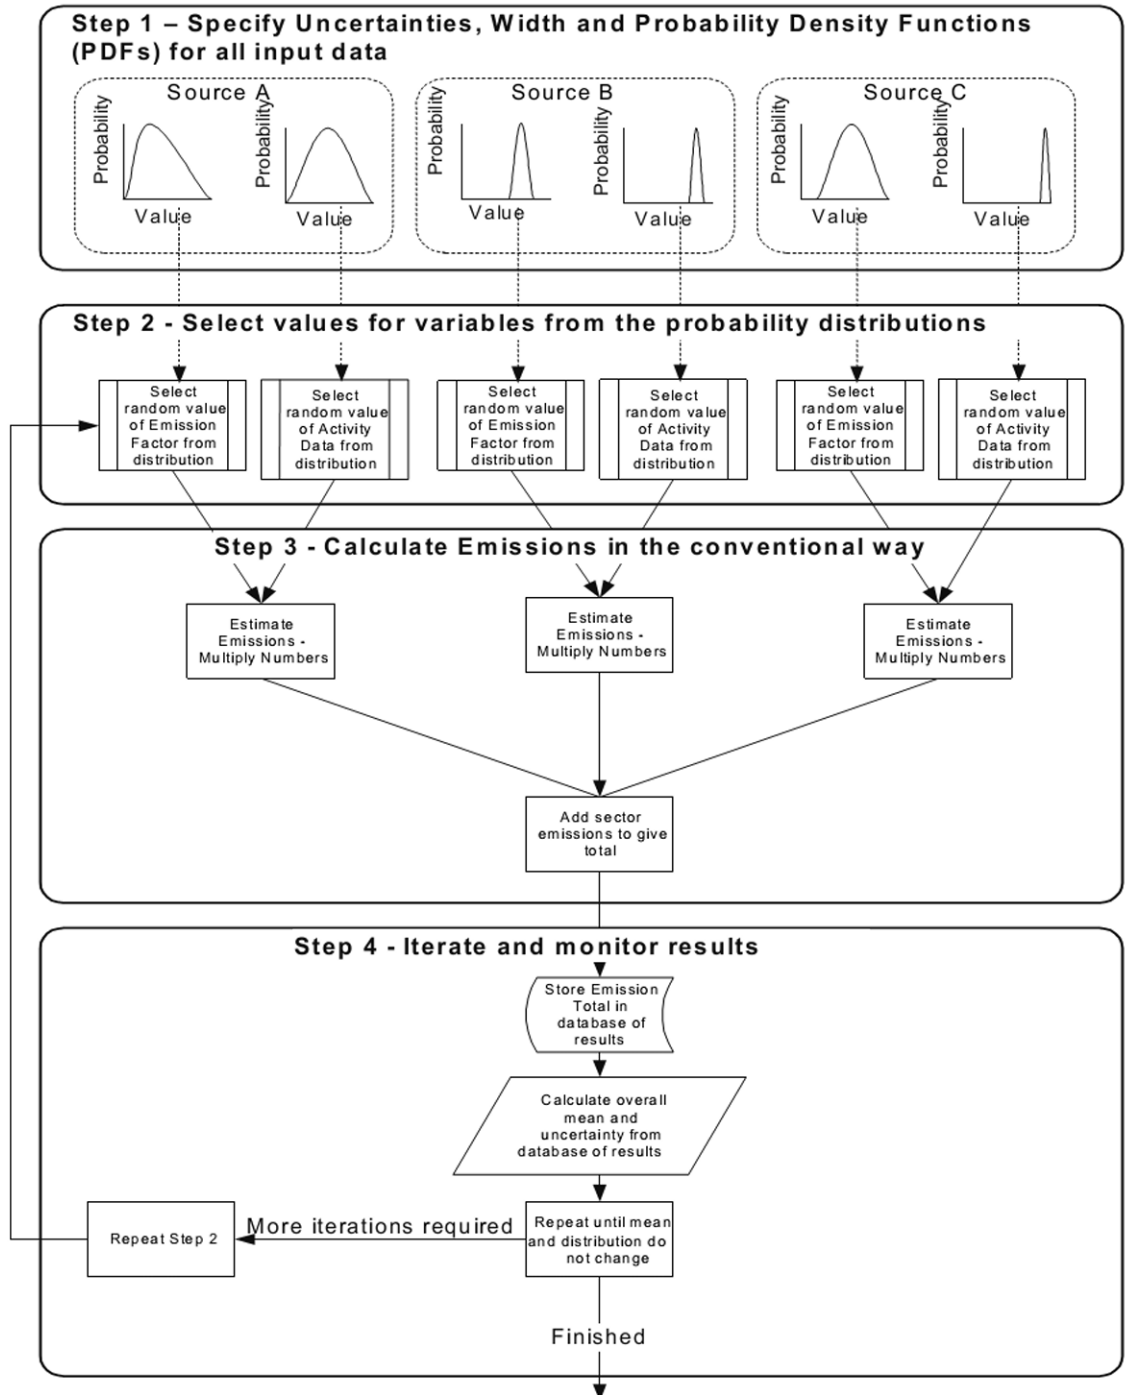 Step 1 – Specify Uncertainties, Width and Probability Density Functions
(PDFs) for all input data
Source A
Source B
Source C
Probability
Probability
Probability
Probability
Probability
Probability
Value
Value
Value
Value
Value
Value
Step 2 - Select values for variables from the probability distributions
Select
random value
of Emission
Factor from
distribution
Select
random value
of Activity
Data from
distribution
Select
random value
of Emission
Factor from
distribution
Select
random value
of Activity
Data from
distribution
Select
random value
of Emission
Factor from
distribution
Select
random value
of Activity
Data from
distribution
Step 3 - Calculate Emissions in the conventional way
Estimate
Emissions -
Multiply Numbers
Estimate
Emissions -
Multiply Numbers
Estimate
Emissions -
Multiply Numbers
Add sector
emissions to give
total
Step 4 - Iterate and monitor results
Store Emission
Total in
database of
results
Calculate overall
mean and
uncertainty from
database of results
Repeat Step 2
More iterations required
Repeat until mean
and distribution do
not change
Finished